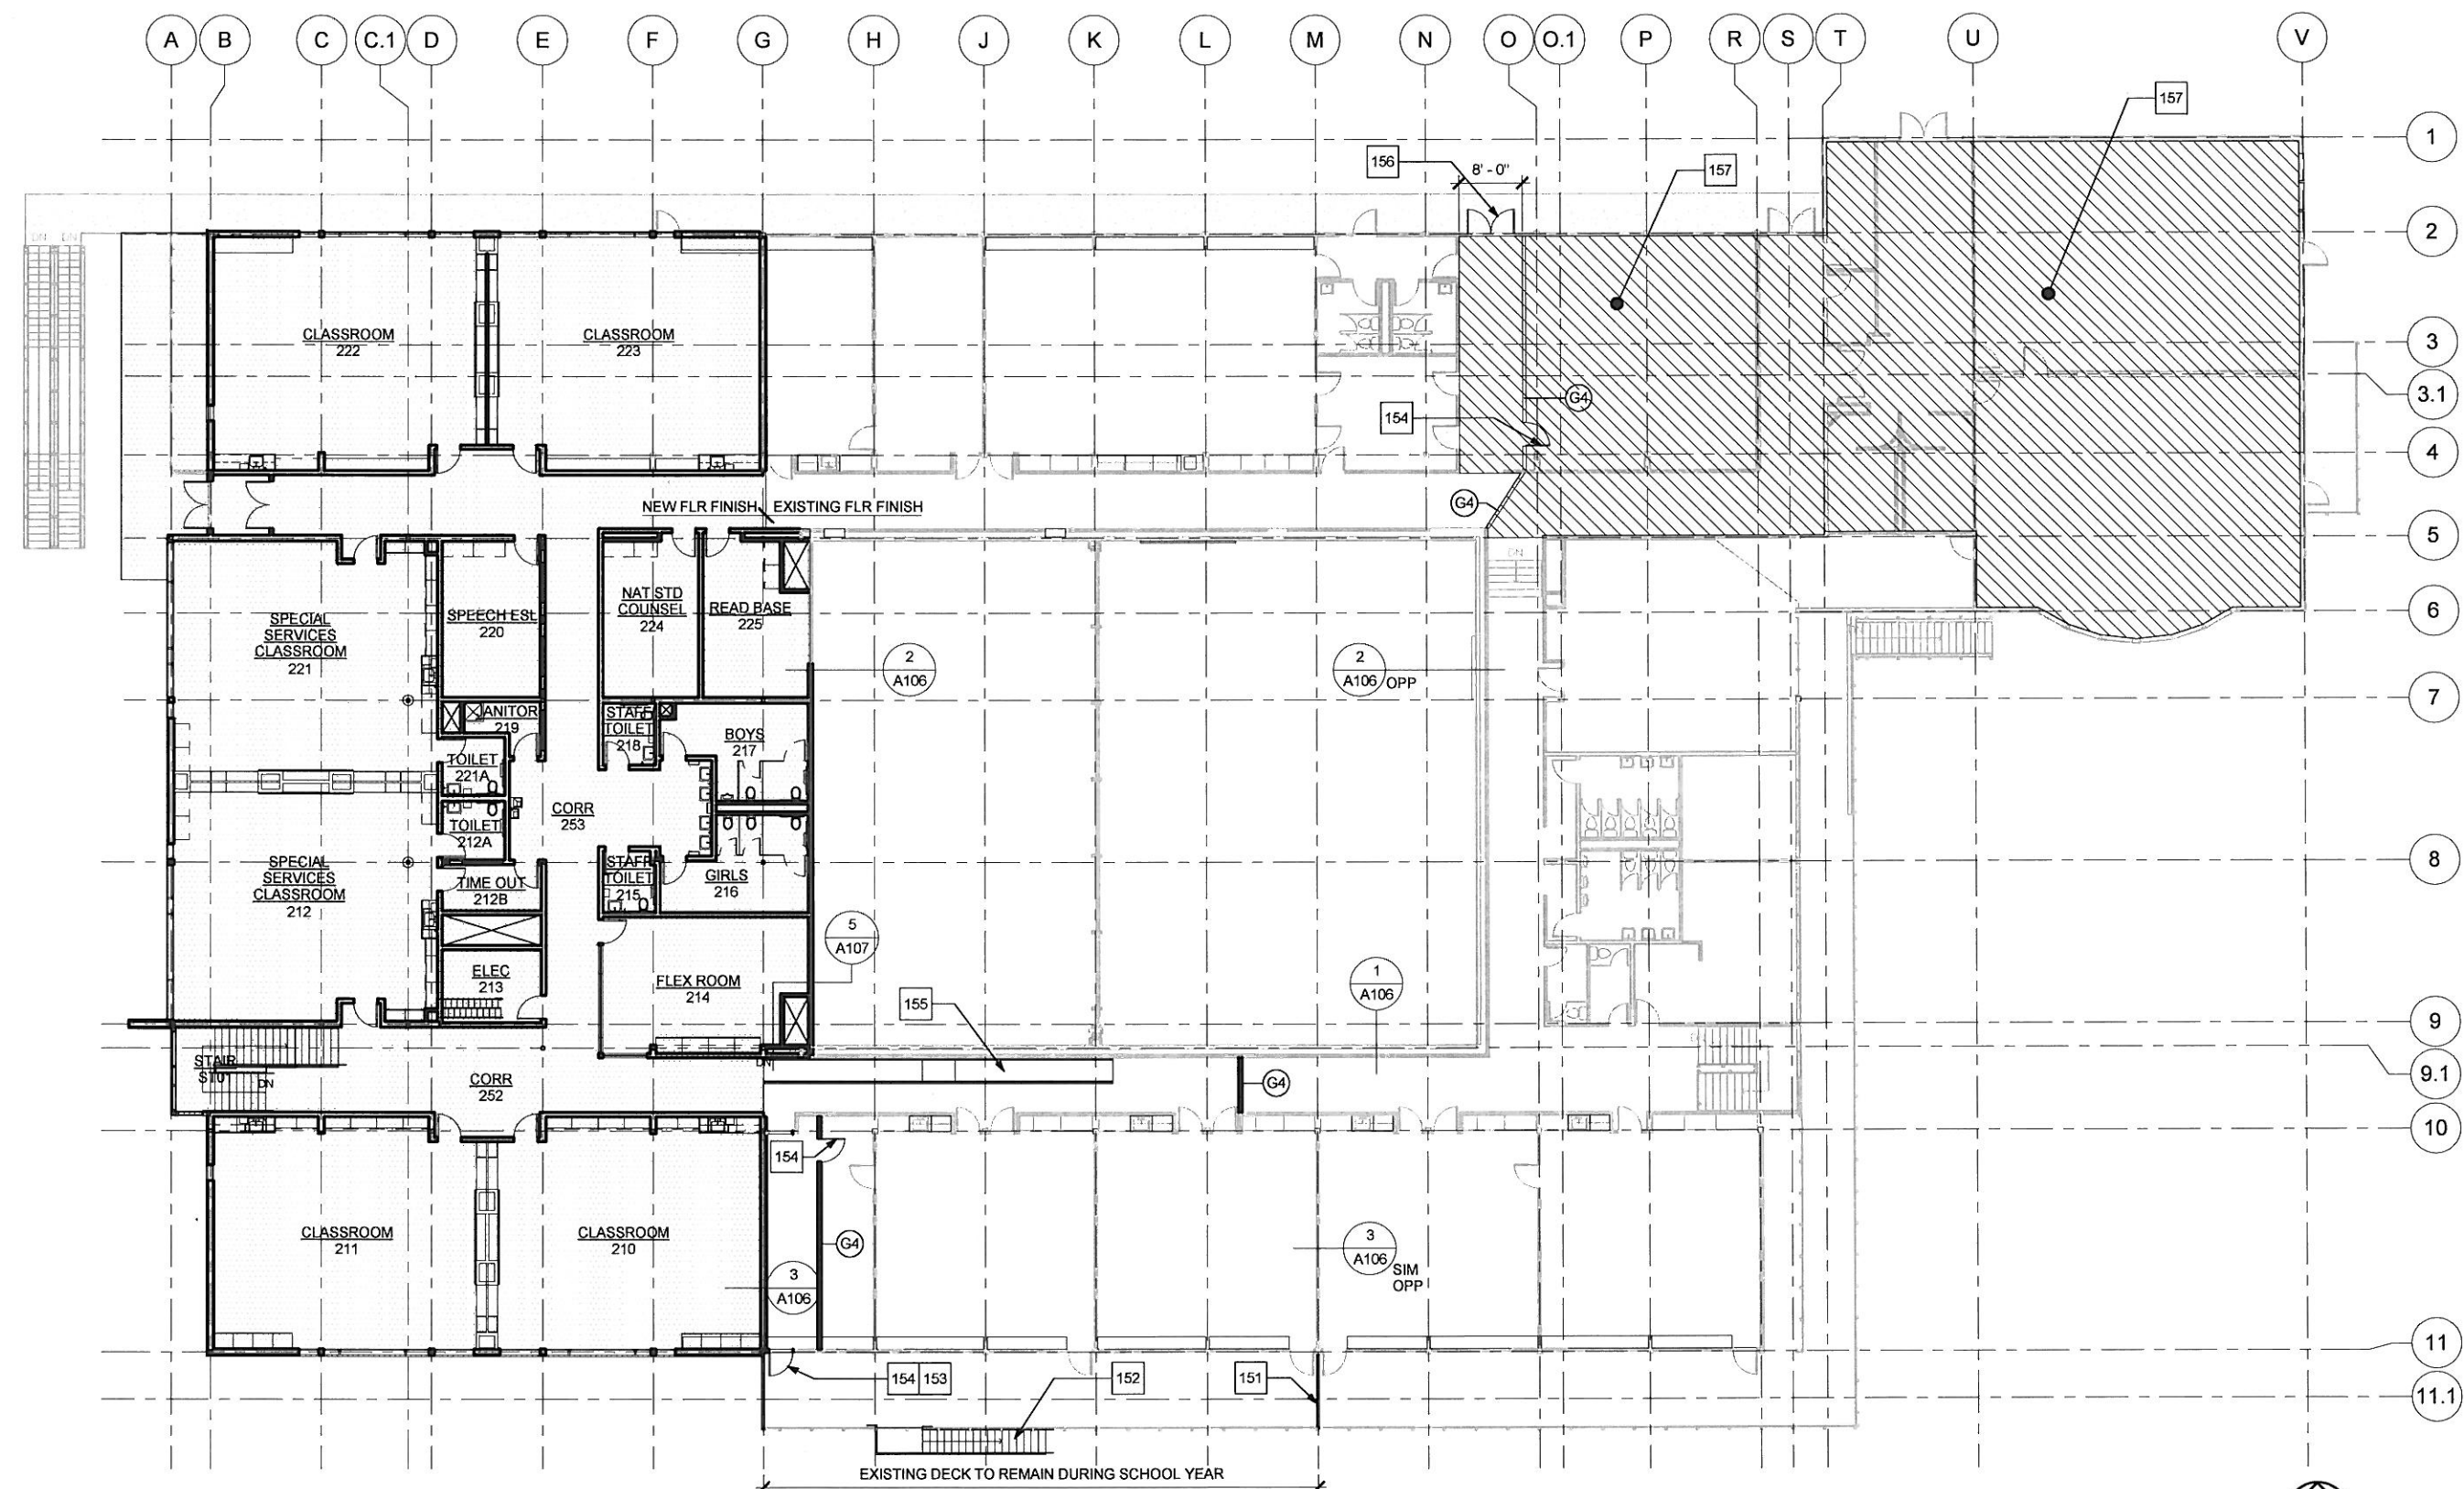 A B C C.1 D E F G H J K L M N O O.1 P R S T U V
157
1
156
8' - 0"
157
DN DN
2
CLASSROOM
222
CLASSROOM
223
3
3.1
G4
154
4
G4
NEW FLR FINISH EXISTING FLR FINISH
5
DN
SPECIAL
SERVICES
CLASSROOM
221
SPEECH ESL
220
NAT STD
COUNSEL
224
READ BASE
225
6
2
A106
2
A106
OPP
7
JANITOR
219
STAFF
TOILET
218
BOYS
217
TOILET
221A
CORR
253
TOILET
212A
8
SPECIAL
SERVICES
CLASSROOM
212
TIME OUT
212B
STAFF
TOILET
215
GIRLS
216
5
A107
ELEC
213
FLEX ROOM
214
1
A106
155
9
STAIR
DN
DN
CORR
252
G4
9.1
10
154
CLASSROOM
211
CLASSROOM
210
G4
3
A106
3
A106
SIM
OPP
11
154 153
152
151
11.1
EXISTING DECK TO REMAIN DURING SCHOOL YEAR